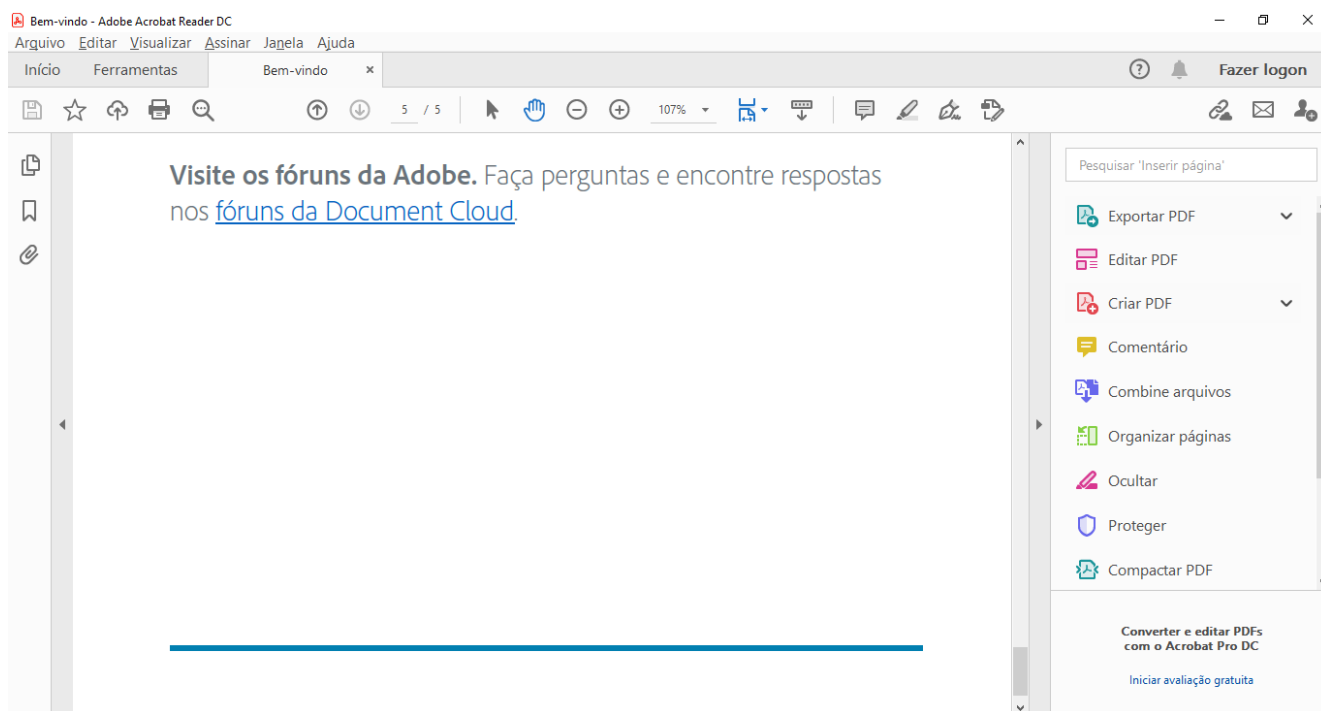 Bem-vindo - Adobe Acrobat Reader DC
Arquivo Editar Visualizar Assinar Janela Ajuda
Início Ferramentas Bem-vindo × Fazer logon
5 / 5 107%
Visite os fóruns da Adobe. Faça perguntas e encontre respostas
nos fóruns da Document Cloud.
Pesquisar 'Inserir página'
Exportar PDF
Editar PDF
Criar PDF
Comentário
Combine arquivos
Organizar páginas
Ocultar
Proteger
Compactar PDF
Converter e editar PDFs
com o Acrobat Pro DC
Iniciar avaliação gratuita